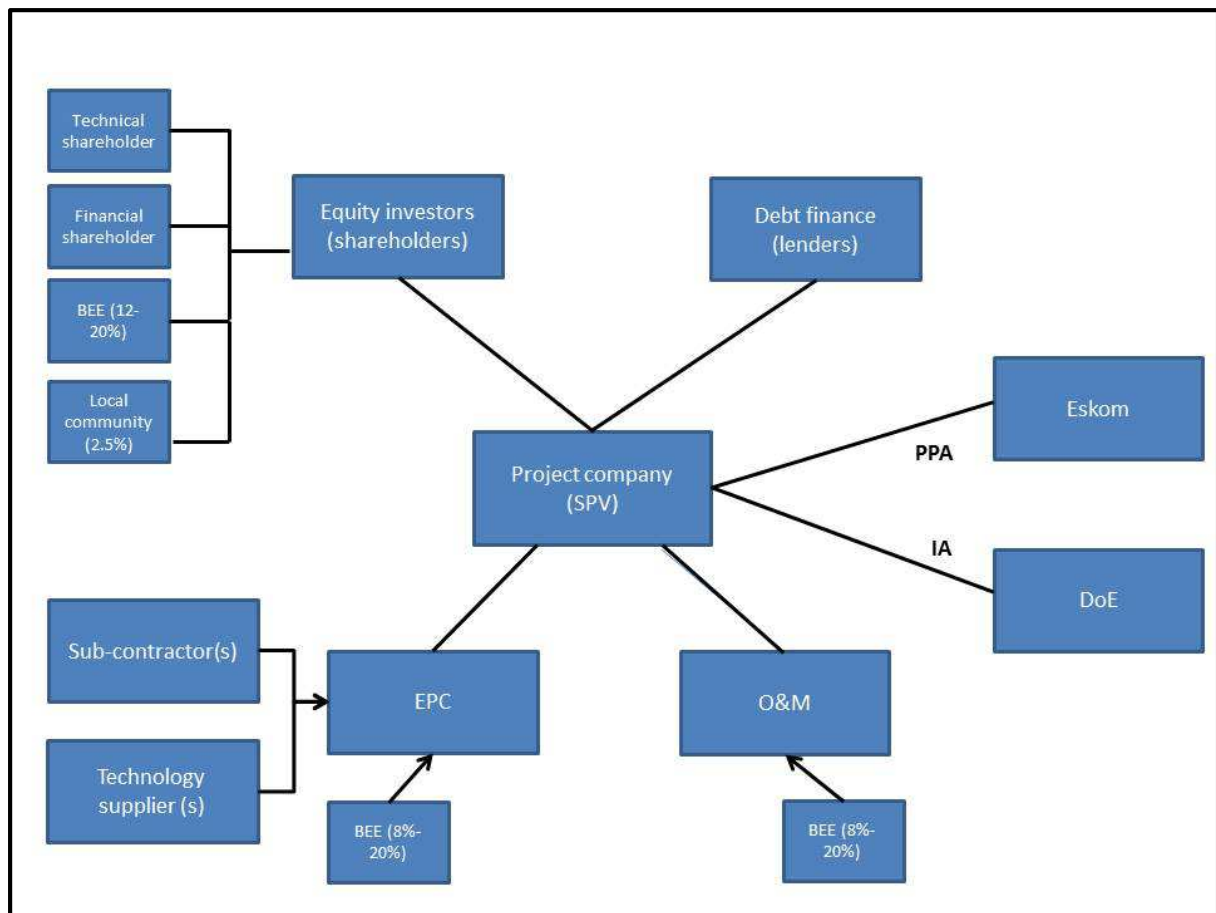 Technical
shareholder
Financial
shareholder
BEE (12-
20%)
Local
community
(2.5%)
Equity investors
(shareholders)
Debt finance
(lenders)
Project company
(SPV)
PPA
Eskom
IA
DoE
Sub-contractor(s)
Technology
supplier (s)
EPC
O&M
BEE (8%-
20%)
BEE (8%-
20%)